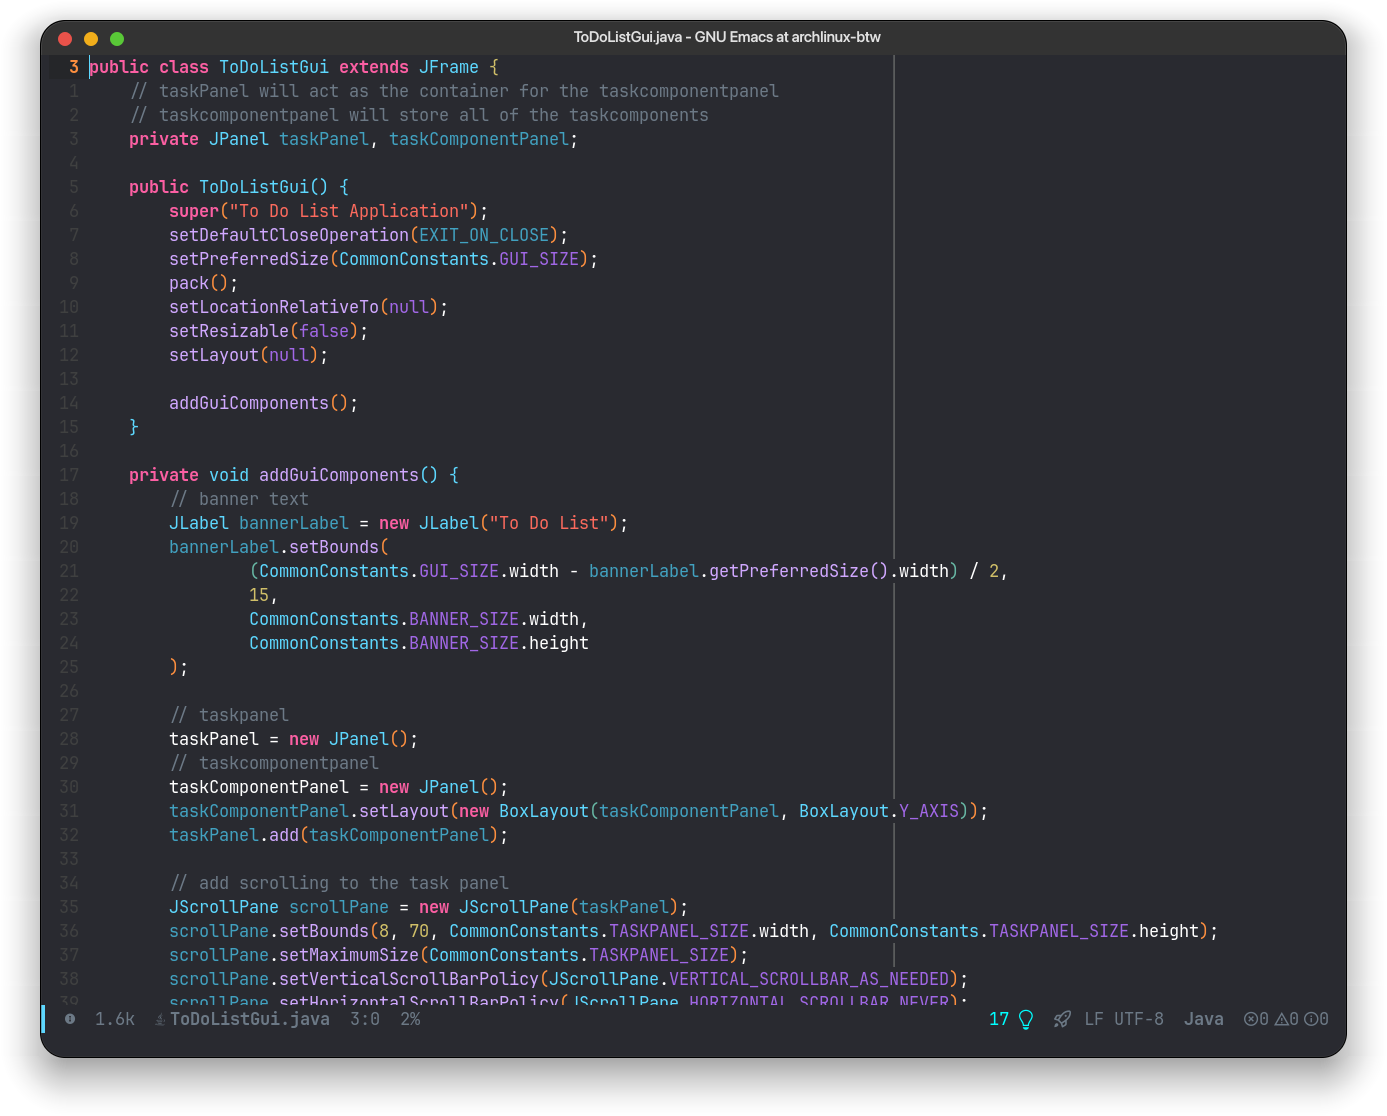 ToDoListGui.java - GNU Emacs at archlinux-btw
3 public class ToDoListGui extends JFrame {
1     // taskPanel will act as the container for the taskcomponentpanel
2     // taskcomponentpanel will store all of the taskcomponents
3     private JPanel taskPanel, taskComponentPanel;
4
5     public ToDoListGui() {
6         super("To Do List Application");
7         setDefaultCloseOperation(EXIT_ON_CLOSE);
8         setPreferredSize(CommonConstants.GUI_SIZE);
9         pack();
10         setLocationRelativeTo(null);
11         setResizable(false);
12         setLayout(null);
13
14         addGuiComponents();
15     }
16
17     private void addGuiComponents() {
18         // banner text
19         JLabel bannerLabel = new JLabel("To Do List");
20         bannerLabel.setBounds(
21                 (CommonConstants.GUI_SIZE.width - bannerLabel.getPreferredSize().width) / 2,
22                 15,
23                 CommonConstants.BANNER_SIZE.width,
24                 CommonConstants.BANNER_SIZE.height
25         );
26
27         // taskpanel
28         taskPanel = new JPanel();
29         // taskcomponentpanel
30         taskComponentPanel = new JPanel();
31         taskComponentPanel.setLayout(new BoxLayout(taskComponentPanel, BoxLayout.Y_AXIS));
32         taskPanel.add(taskComponentPanel);
33
34         // add scrolling to the task panel
35         JScrollPane scrollPane = new JScrollPane(taskPanel);
36         scrollPane.setBounds(8, 70, CommonConstants.TASKPANEL_SIZE.width, CommonConstants.TASKPANEL_SIZE.height);
37         scrollPane.setMaximumSize(CommonConstants.TASKPANEL_SIZE);
38         scrollPane.setVerticalScrollBarPolicy(JScrollPane.VERTICAL_SCROLLBAR_AS_NEEDED);
39         scrollPane.setHorizontalScrollBarPolicy(JScrollPane.HORIZONTAL_SCROLLBAR_NEVER);
1.6k ToDoListGui.java 3:0 2% 17 LF UTF-8 Java 0 0 0